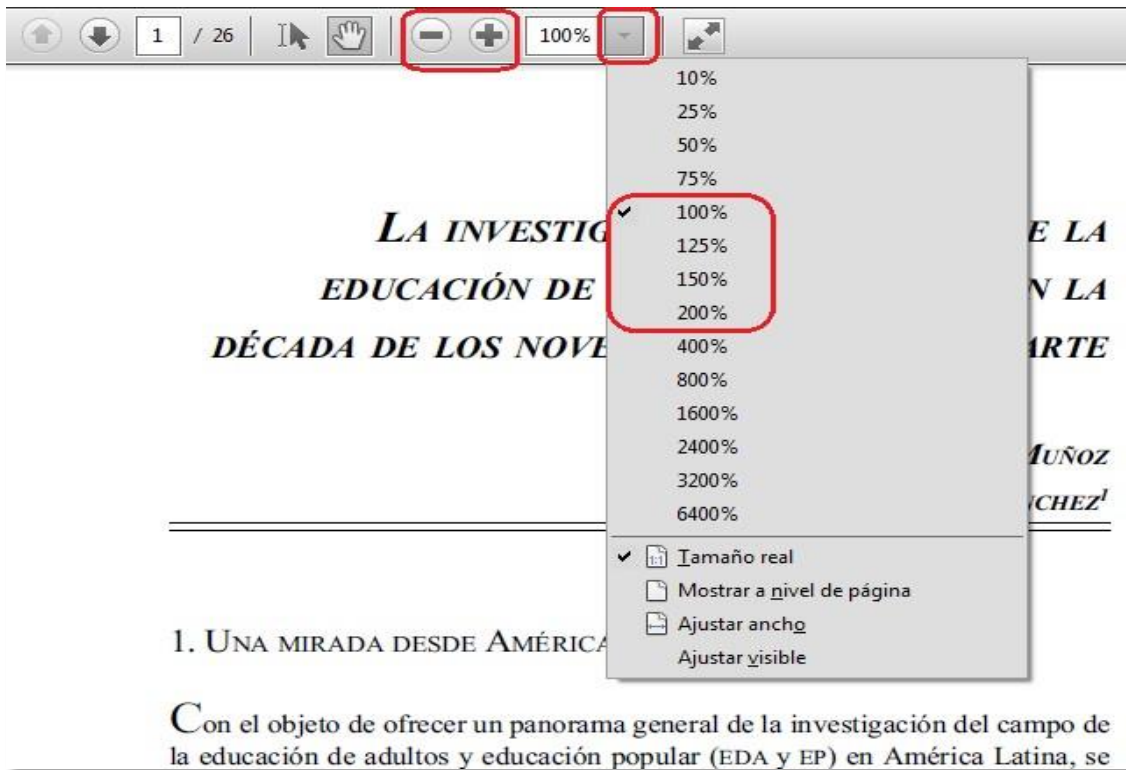 1 / 26 100%
10%
25%
50%
75%
100%
125%
150%
200%
400%
800%
1600%
2400%
3200%
6400%
Tamaño real
Mostrar a nivel de página
Ajustar ancho
Ajustar visible
LA INVESTIG E LA
EDUCACIÓN DE N LA
DÉCADA DE LOS NOVE ARTE
MUÑOZ
NCHEZ1
1. UNA MIRADA DESDE AMÉRICA
Con el objeto de ofrecer un panorama general de la investigación del campo de
la educación de adultos y educación popular (EDA y EP) en América Latina, se